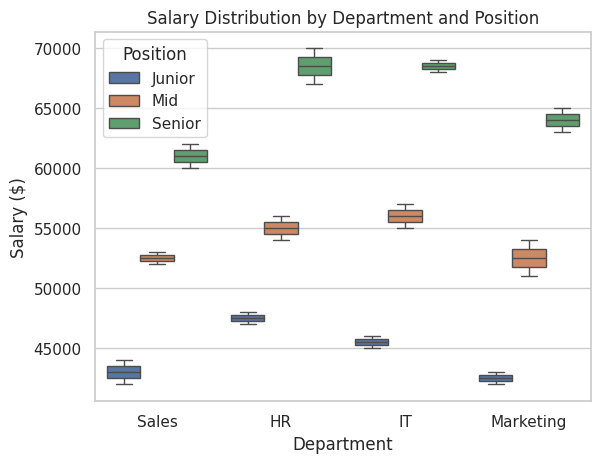 Salary Distribution by Department and Position
Position
Junior
Mid
Senior
70000
65000
60000
55000
50000
45000
Salary ($)
Sales HR IT Marketing
Department